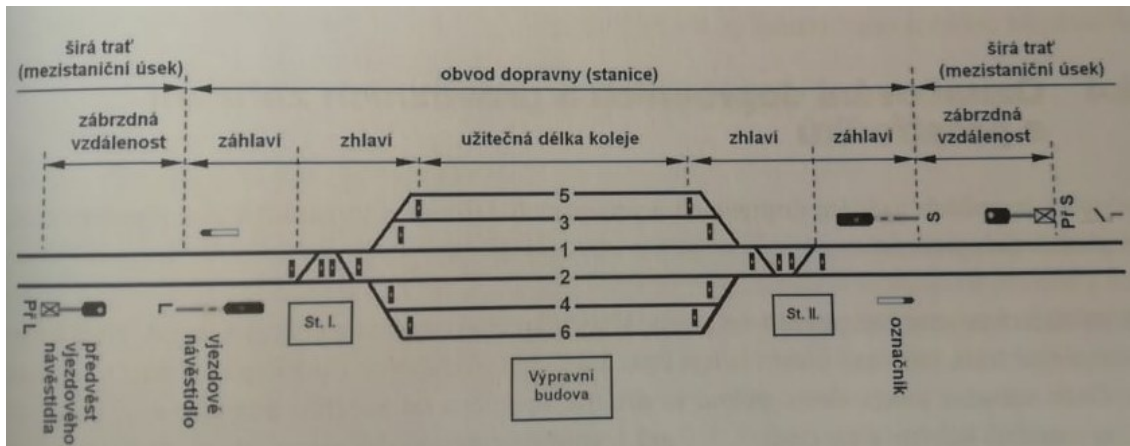 širá trať
(mezistaniční úsek)
obvod dopravny (stanice)
širá trať
(mezistaniční úsek)
zábrzdná
vzdálenost
záhlaví
zhlaví
užitečná délka koleje
zhlaví
záhlaví
zábrzdná
vzdálenost
5
3
1
2
4
6
S
Př S
Př L
L
St. I.
St. II.
předvěst
vjezdového
návěstidla
vjezdové
návěstidlo
Výpravní
budova
označník